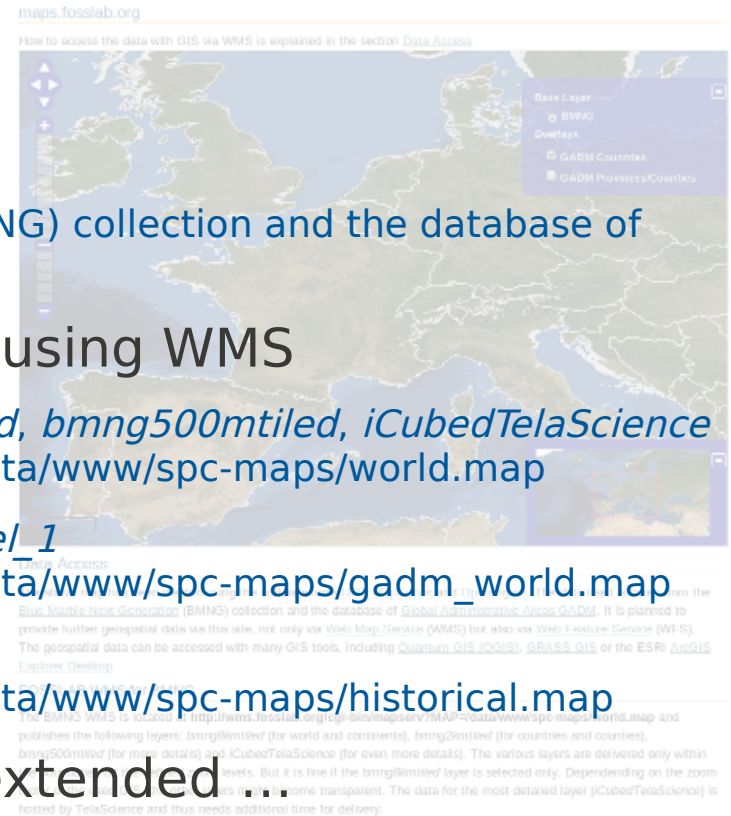 maps.fosslab.org
How to access the data with GIS via WMS is explained in the section Data Access
Base Layer
BMNG
Overlays
GADM Countries
GADM Provinces/Counties
NG) collection and the database of
using WMS
d, bmng500mtiled, iCubedTelaScience
ta/www/spc-maps/world.map
el_1
Data Access
ta/www/spc-maps/gadm_world.map
the
Blue Marble Next Generation (BMNG) collection and the database of Global Administrative Areas GADM. It is planned to
provide further geospatial data via this site, not only via Web Map Service (WMS) but also via Web Feature Service (WFS).
The geospatial data can be accessed with many GIS tools, including Quantum GIS (QGIS), GRASS GIS or the ESRI ArcGIS
Explorer Desktop.
ta/www/spc-maps/historical.map
The BMNG WMS is located at http://wms.fosslab.org/cgi-bin/mapserv?MAP=/data/www/spc-maps/world.map and
publishes the following layers: bmng8kmtiled (for world and continents), bmng2kmtiled (for countries and counties),
bmng500mtiled (for more details) and iCubedTelaScience (for even more details). The various layers are delivered only within
levels. But it is fine if the bmng8kmtiled layer is selected only. Dependending on the zoom
extended ...
might become transparent. The data for the most detailed layer (iCubedTelaScience) is
hosted by TelaScience and thus needs additional time for delivery.